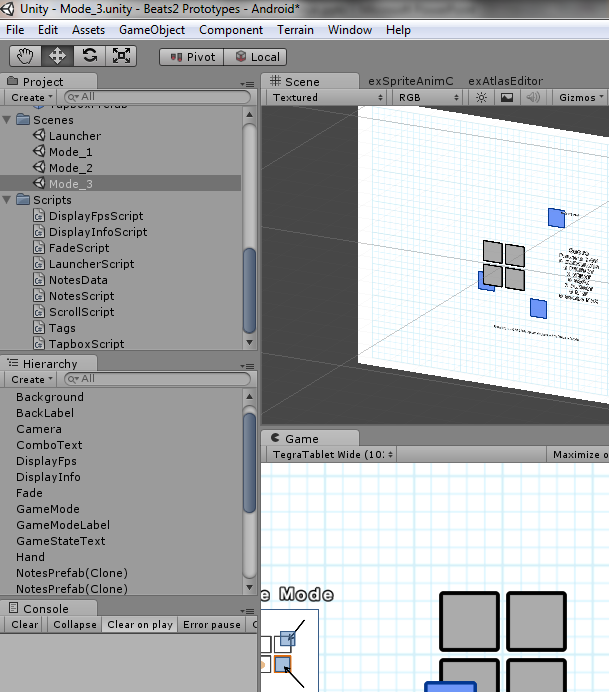 Unity - Mode_3.unity - Beats2 Prototypes - Android*
File Edit Assets GameObject Component Terrain Window Help
Pivot Local
Project
Create All
Scenes
Launcher
Mode_1
Mode_2
Mode_3
Scripts
DisplayFpsScript
DisplayInfoScript
FadeScript
LauncherScript
NotesData
NotesScript
ScrollScript
Tags
TapboxScript
Hierarchy
Create All
Background
BackLabel
Camera
ComboText
DisplayFps
DisplayInfo
Fade
GameMode
GameModeLabel
GameStateText
Hand
NotesPrefab(Clone)
NotesPrefab(Clone)
Console
Clear Collapse Clear on play Error pause
Scene exSpriteAnimC exAtlasEditor
Textured RGB Gizmos
Game
TegraTablet Wide (10: Maximize o
e Mode